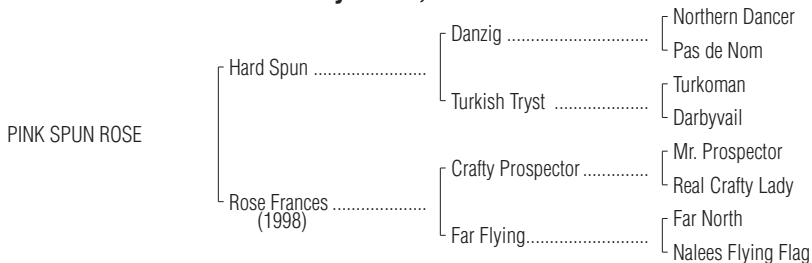 Danzig ............................. Northern Dancer
Pas de Nom
Hard Spun .......................
Turkish Tryst ................... Turkoman
Darbyvail
PINK SPUN ROSE
Crafty Prospector .............. Mr. Prospector
Real Crafty Lady
Rose Frances ...................
(1998)
Far Flying......................... Far North
Nalees Flying Flag